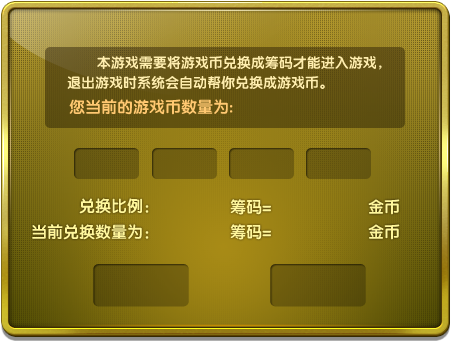 本游戏需要将游戏币兑换成筹码才能进入游戏，
退出游戏时系统会自动帮你兑换成游戏币。
您当前的游戏币数量为:
兑换比例: 筹码= 金币
当前兑换数量为: 筹码= 金币